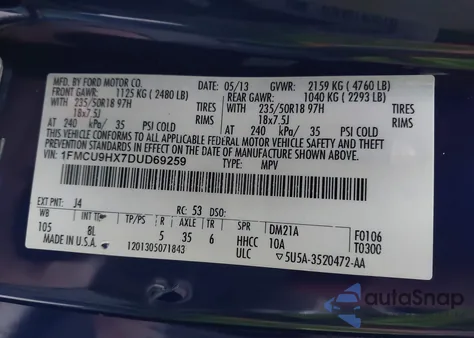 MFD. BY FORD MOTOR CO.
05/13 GVWR: 2159 KG (4760 LB)
FRONT GAWR: 1125 KG (2480 LB) REAR GAWR: 1040 KG (2293 LB)
WITH 235/50R18 97H TIRES WITH 235/50R18 97H TIRES
18x7.5J RIMS 18x7.5J RIMS
AT 240 kPa/ 35 PSI COLD AT 240 kPa/ 35 PSI COLD
THIS VEHICLE CONFORMS TO ALL APPLICABLE FEDERAL MOTOR VEHICLE SAFETY, BUMPER, AND THEFT
PREVENTION STANDARDS IN EFFECT ON THE DATE OF MANUFACTURE SHOWN ABOVE.
VIN: 1FMCU9HX7DUD69259 TYPE: MPV
EXT PNT: J4 RC: 53 DSO:
WB INT TR TP/PS R AXLE TR SPR DM21A F0106
105 8L 5 35 6 HHCC 10A T0300
MADE IN U.S.A. 1201305071843 ULC 5U5A-3520472-AA
autoSnap